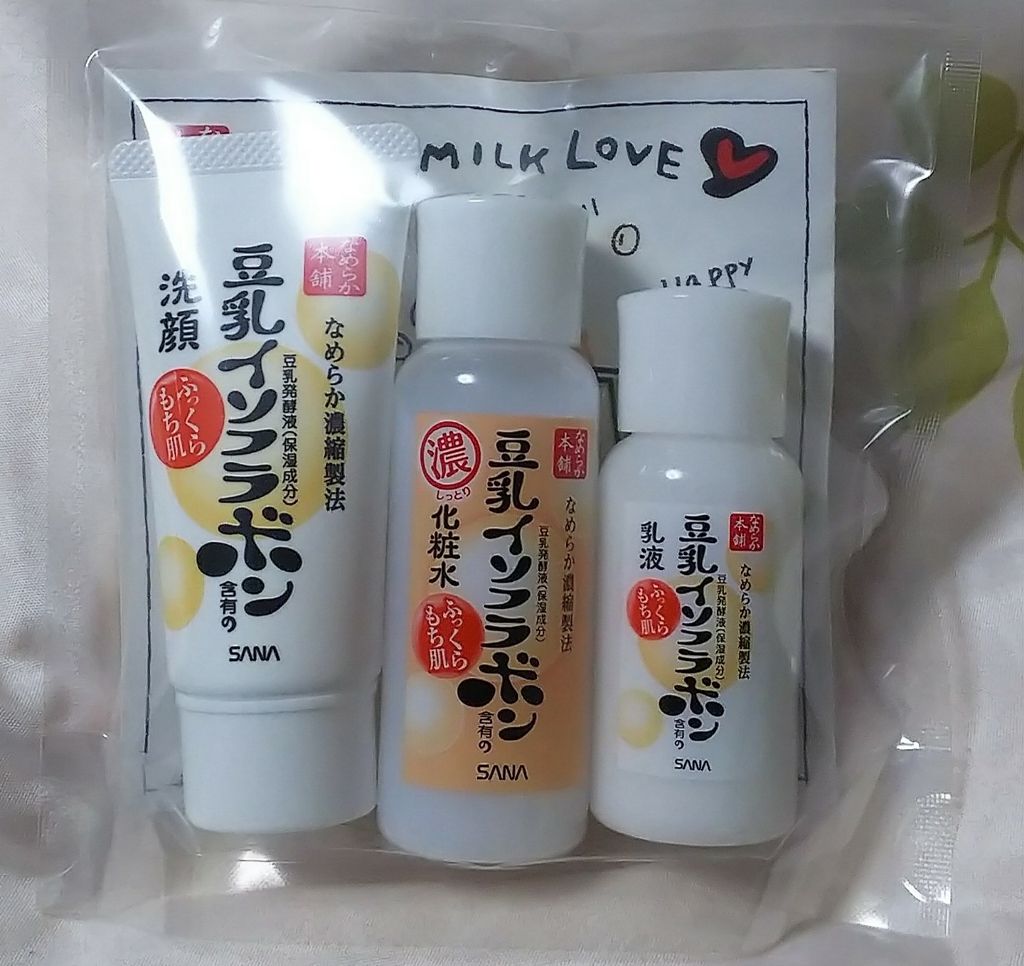 MILK LOVE
HAPPY
なめらか
本舗
なめらか濃縮製法
豆乳発酵液(保湿成分)
豆乳イソフラボン
含有の
洗顔
ふっくら
もち肌
SANA
なめらか
本舗
なめらか濃縮製法
豆乳発酵液(保湿成分)
豆乳イソフラボン
含有の
濃
しっとり
化粧水
ふっくら
もち肌
SANA
なめらか
本舗
なめらか濃縮製法
豆乳発酵液(保湿成分)
豆乳イソフラボン
含有の
乳液
ふっくら
もち肌
SANA